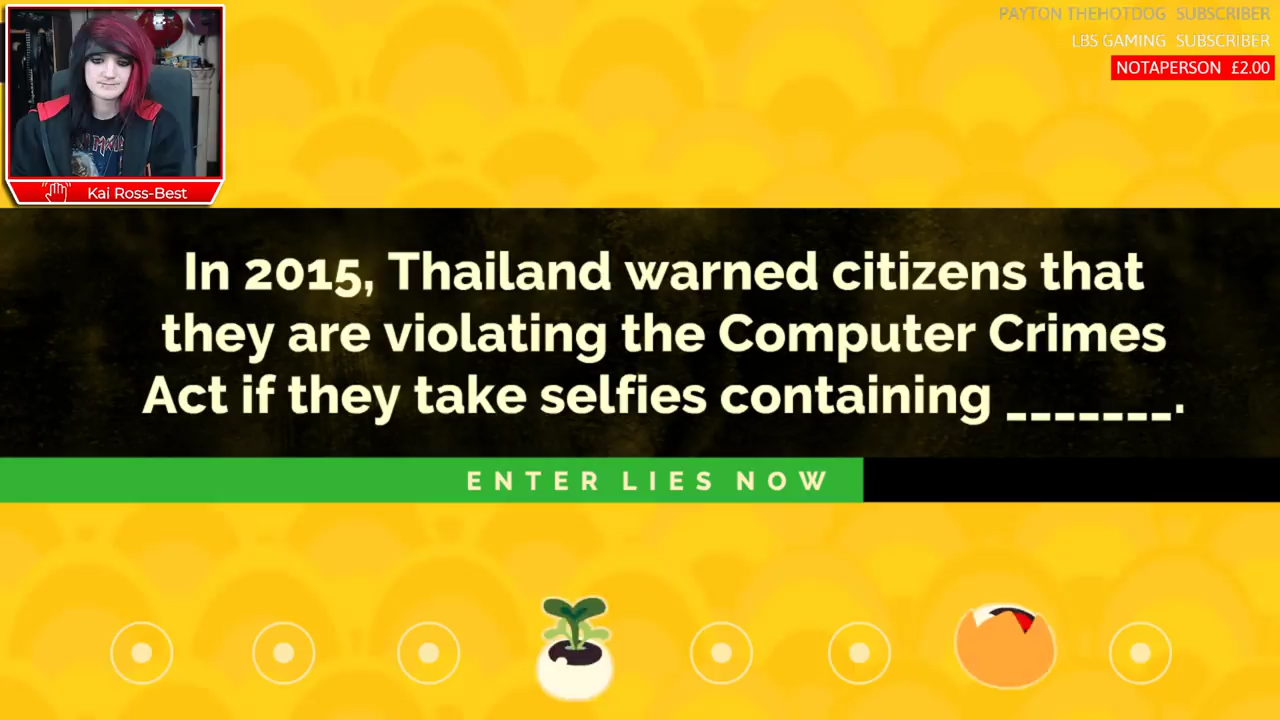 PAYTON THEHOTDOG SUBSCRIBER
LBS GAMING SUBSCRIBER
NOTAPERSON £2.00
Kai Ross-Best
In 2015, Thailand warned citizens that
they are violating the Computer Crimes
Act if they take selfies containing _______.
ENTER LIES NOW